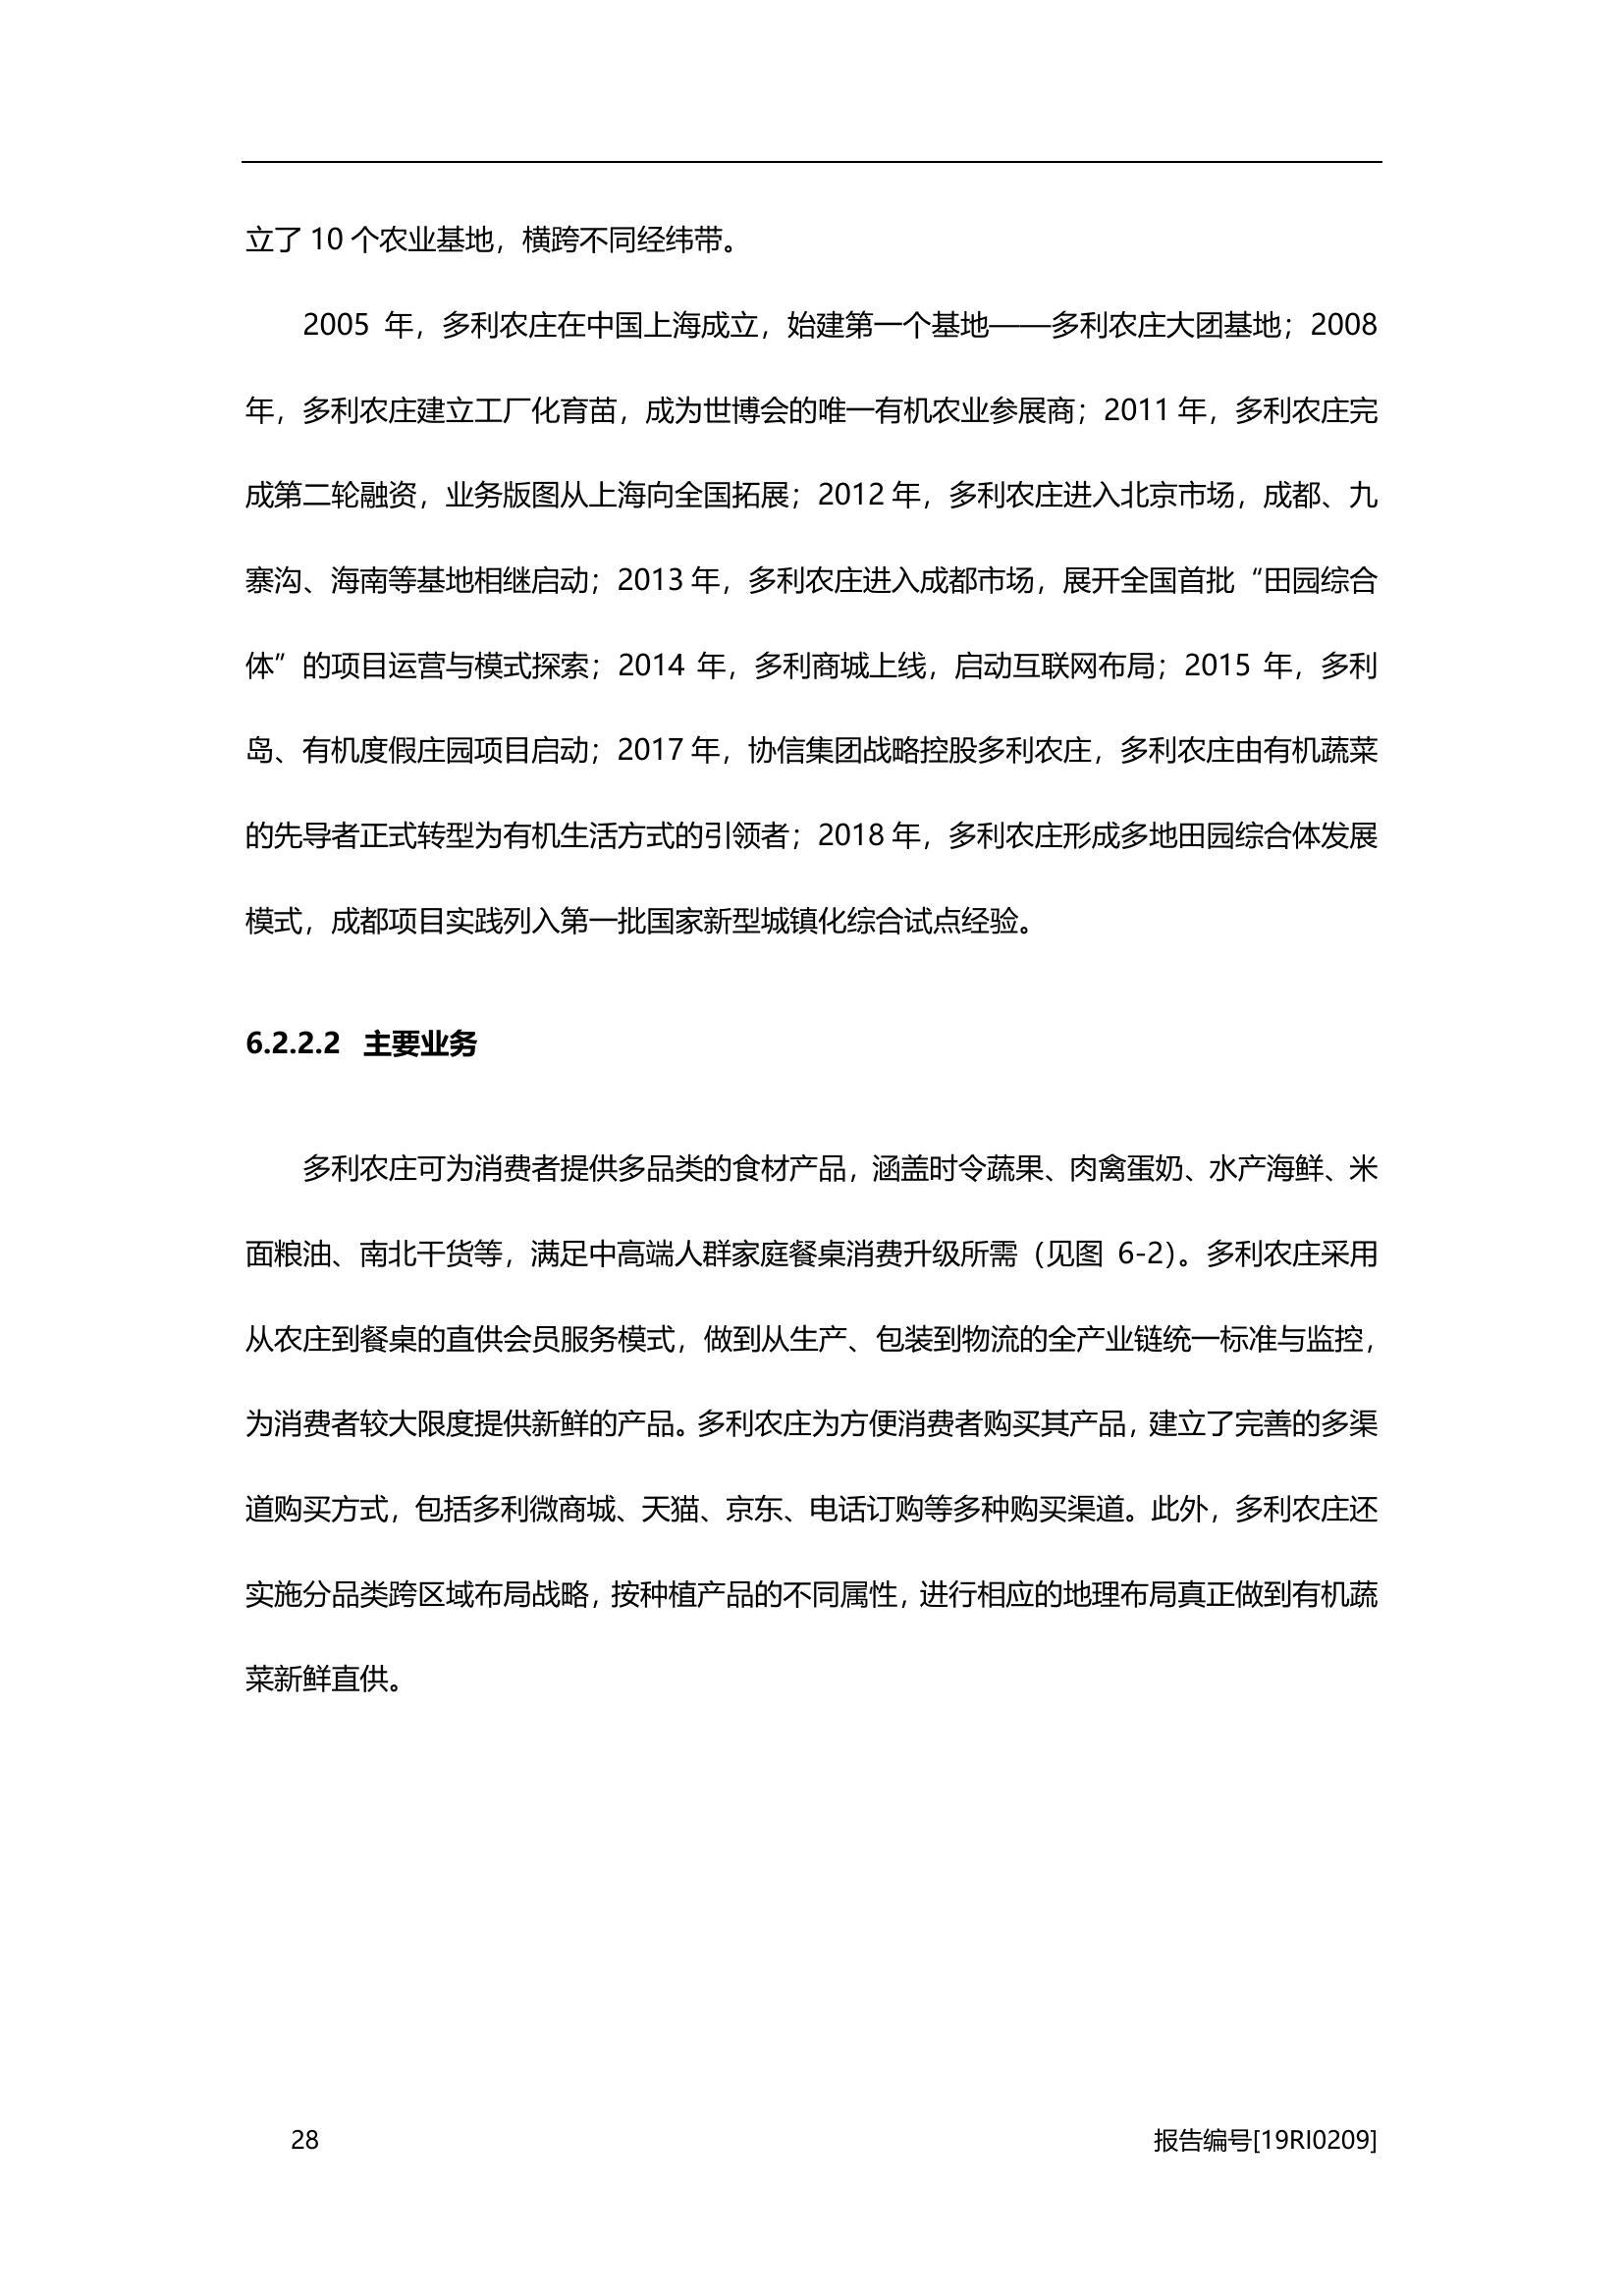 立了 10 个农业基地，横跨不同经纬带。
2005 年，多利农庄在中国上海成立，始建第一个基地——多利农庄大团基地；2008
年，多利农庄建立工厂化育苗，成为世博会的唯一有机农业参展商；2011 年，多利农庄完
成第二轮融资，业务版图从上海向全国拓展；2012 年，多利农庄进入北京市场，成都、九
寨沟、海南等基地相继启动；2013 年，多利农庄进入成都市场，展开全国首批“田园综合
体”的项目运营与模式探索；2014 年，多利商城上线，启动互联网布局；2015 年，多利
岛、有机度假庄园项目启动；2017 年，协信集团战略控股多利农庄，多利农庄由有机蔬菜
的先导者正式转型为有机生活方式的引领者；2018 年，多利农庄形成多地田园综合体发展
模式，成都项目实践列入第一批国家新型城镇化综合试点经验。
6.2.2.2 主要业务
多利农庄可为消费者提供多品类的食材产品，涵盖时令蔬果、肉禽蛋奶、水产海鲜、米
面粮油、南北干货等，满足中高端人群家庭餐桌消费升级所需（见图 6-2）。多利农庄采用
从农庄到餐桌的直供会员服务模式，做到从生产、包装到物流的全产业链统一标准与监控，
为消费者较大限度提供新鲜的产品。多利农庄为方便消费者购买其产品，建立了完善的多渠
道购买方式，包括多利微商城、天猫、京东、电话订购等多种购买渠道。此外，多利农庄还
实施分品类跨区域布局战略，按种植产品的不同属性，进行相应的地理布局真正做到有机蔬
菜新鲜直供。
28 报告编号[19RI0209]